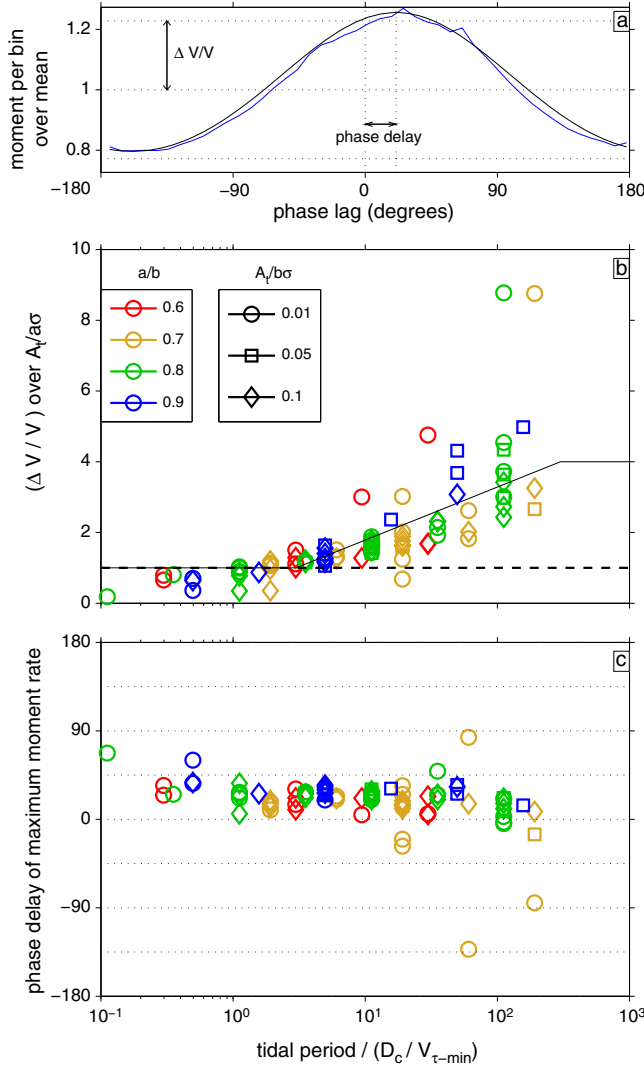 a
1.2
1
0.8
Δ V/V
phase delay
moment per bin
over mean
−180
−90
0
90
180
phase lag (degrees)
b
10
8
6
4
2
0
(ΔV / V ) over A_t/aσ
a/b
0.6
0.7
0.8
0.9
A_t/bσ
0.01
0.05
0.1
c
180
90
0
−90
−180
phase delay of maximum moment rate
10^−1
10^0
10^1
10^2
10^3
tidal period / (D_c / V_τ−min)